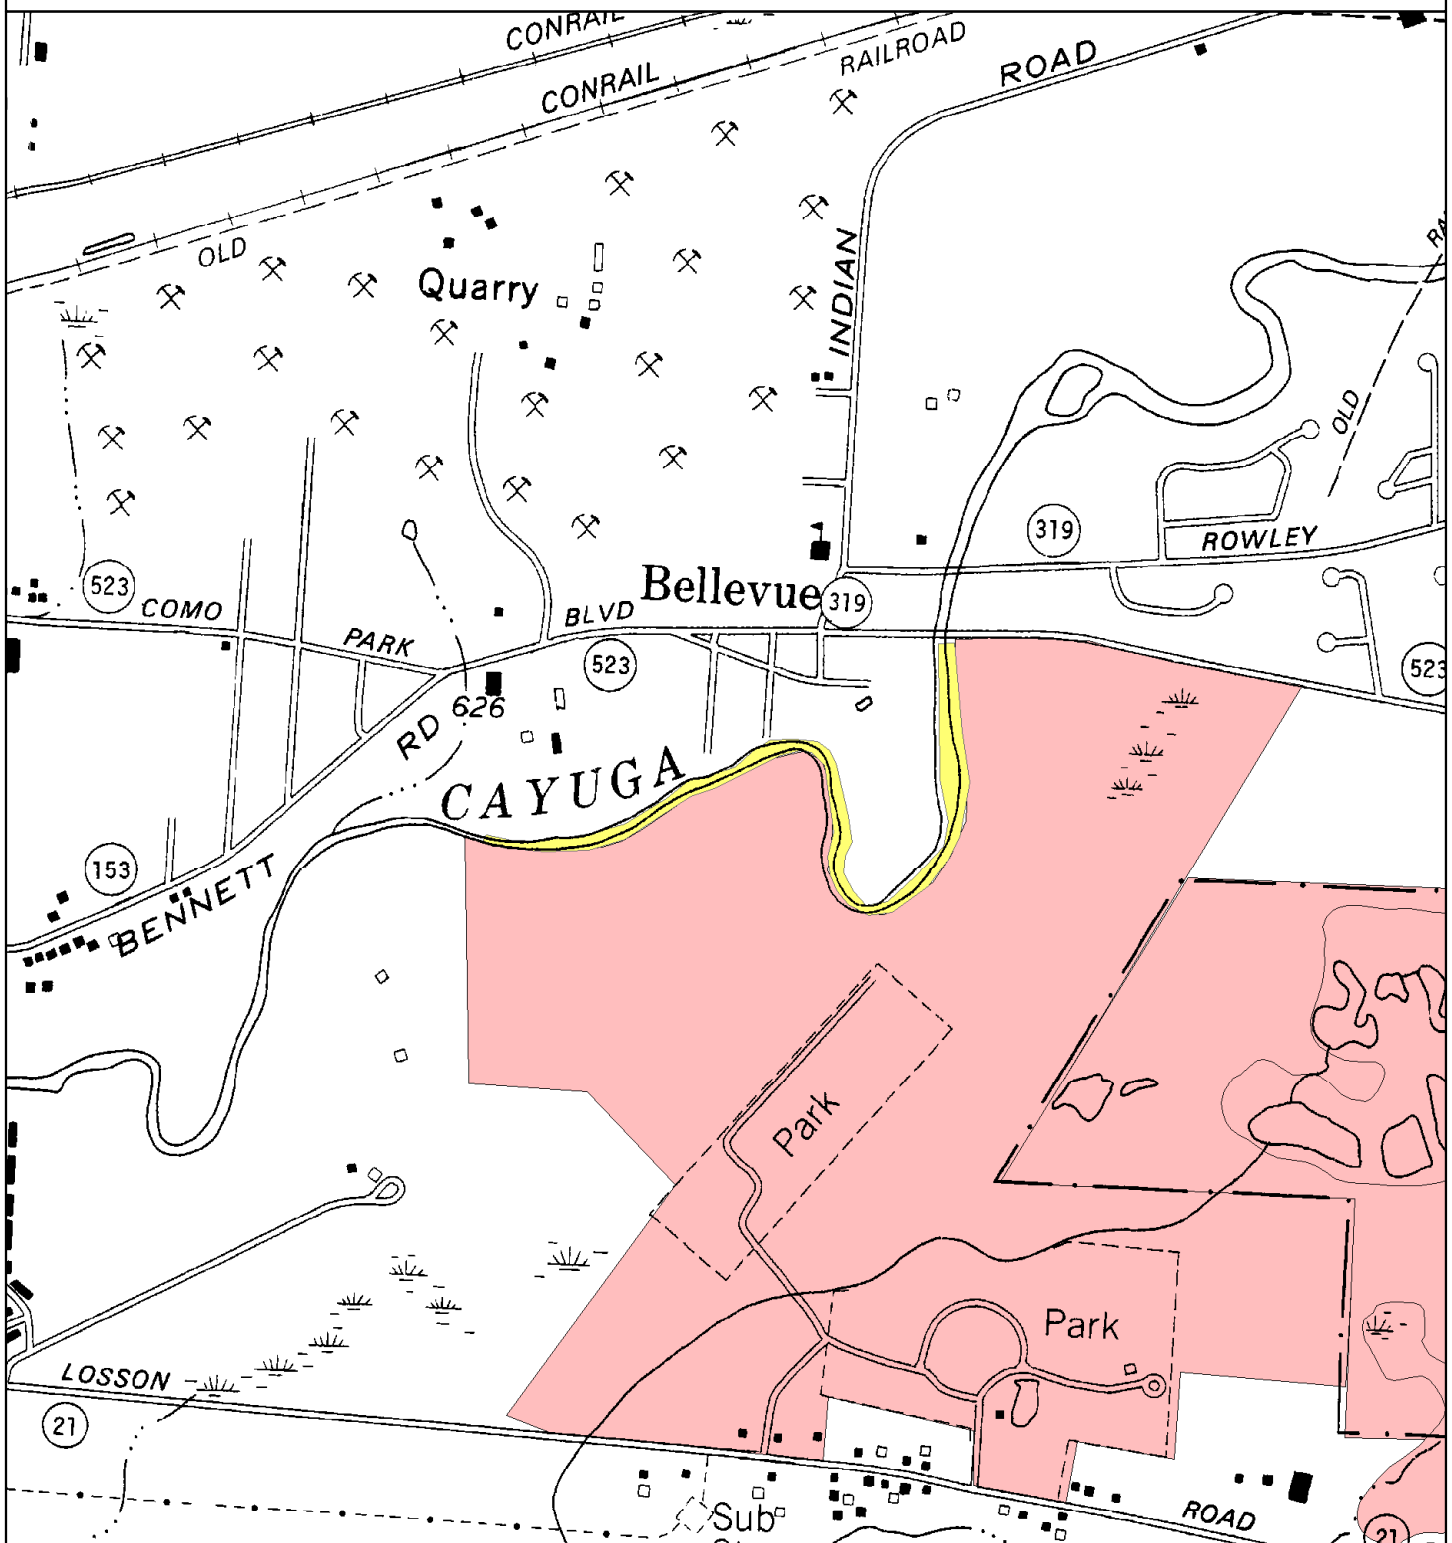 CONRAIL
CONRAIL
RAILROAD
ROAD
OLD
Quarry
INDIAN
OLD
319
ROWLEY
523
COMO
PARK
BLVD
Bellevue
319
523
523
626
RD
CAYUGA
153
BENNETT
Park
Park
LOSSON
21
ROAD
Sub
21